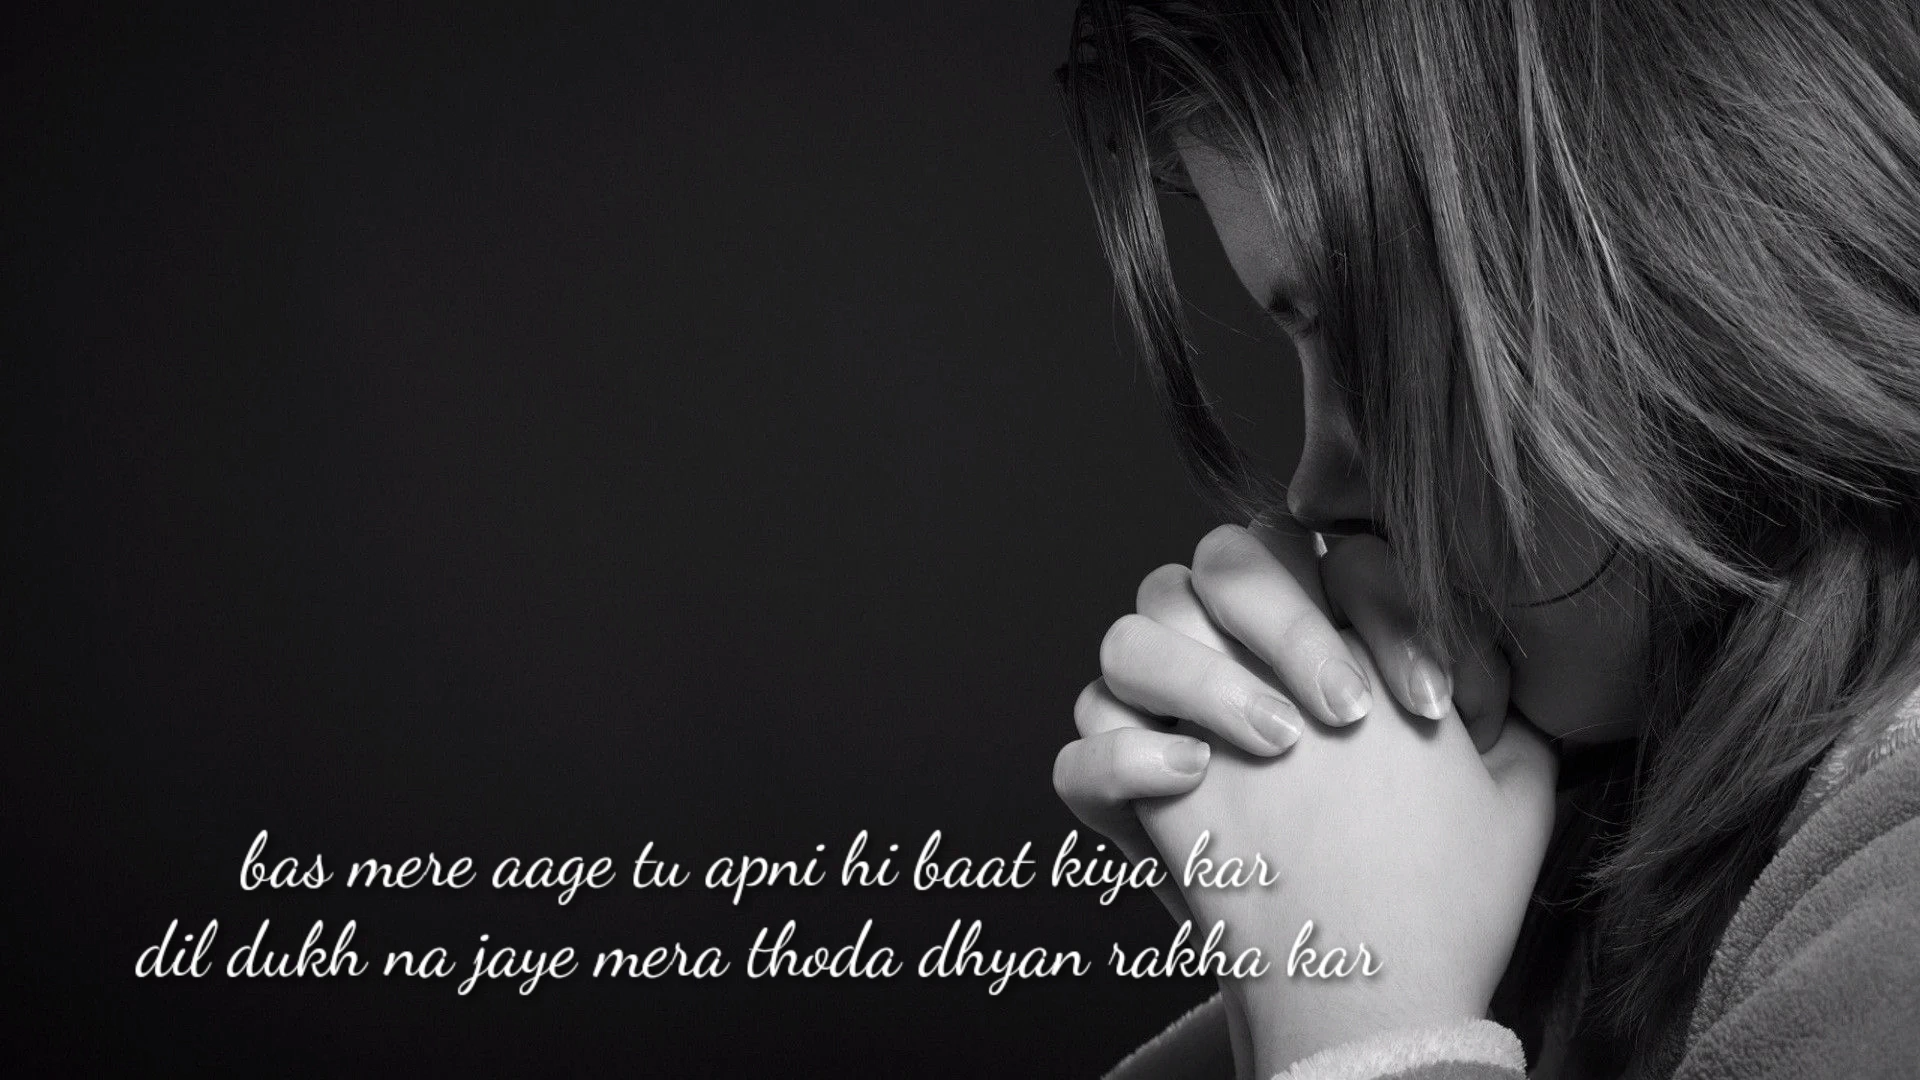 bas mere aage tu apni hi baat kiya kar
dil dukh na jaye mera thoda dhyan rakha kar